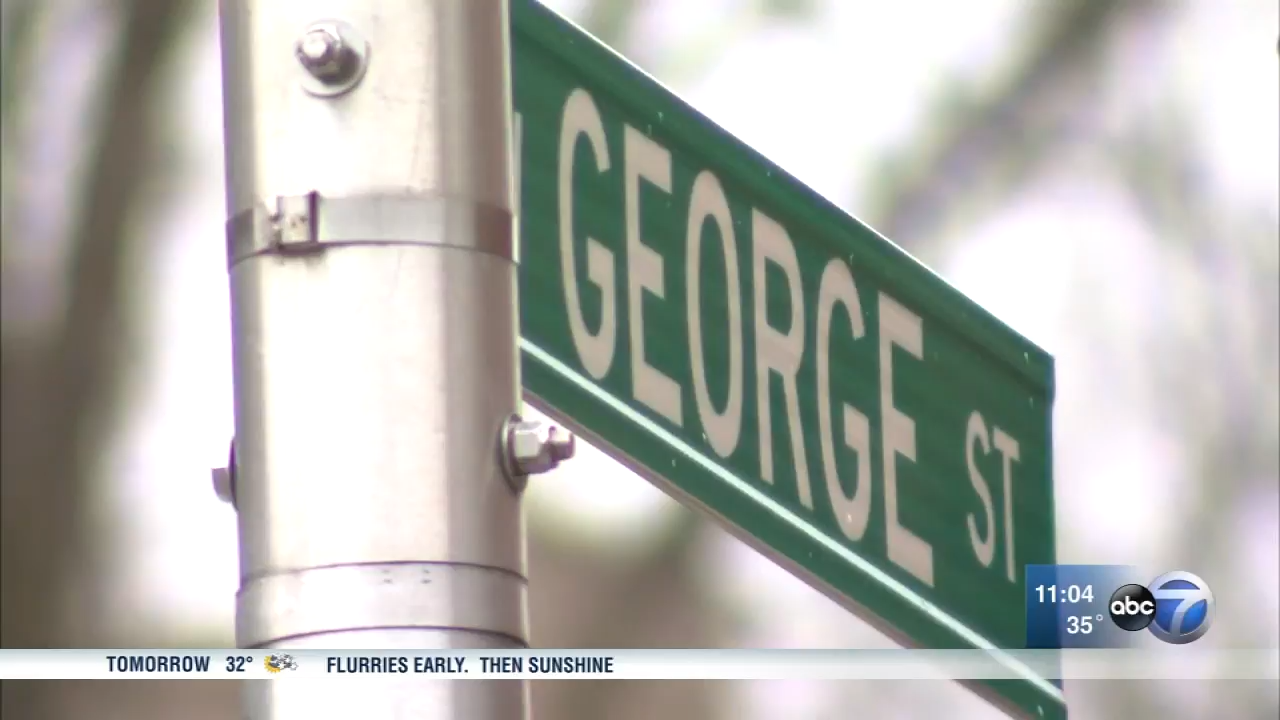 GEORGE ST
11:04
35°
abc 7
TOMORROW 32° FLURRIES EARLY. THEN SUNSHINE